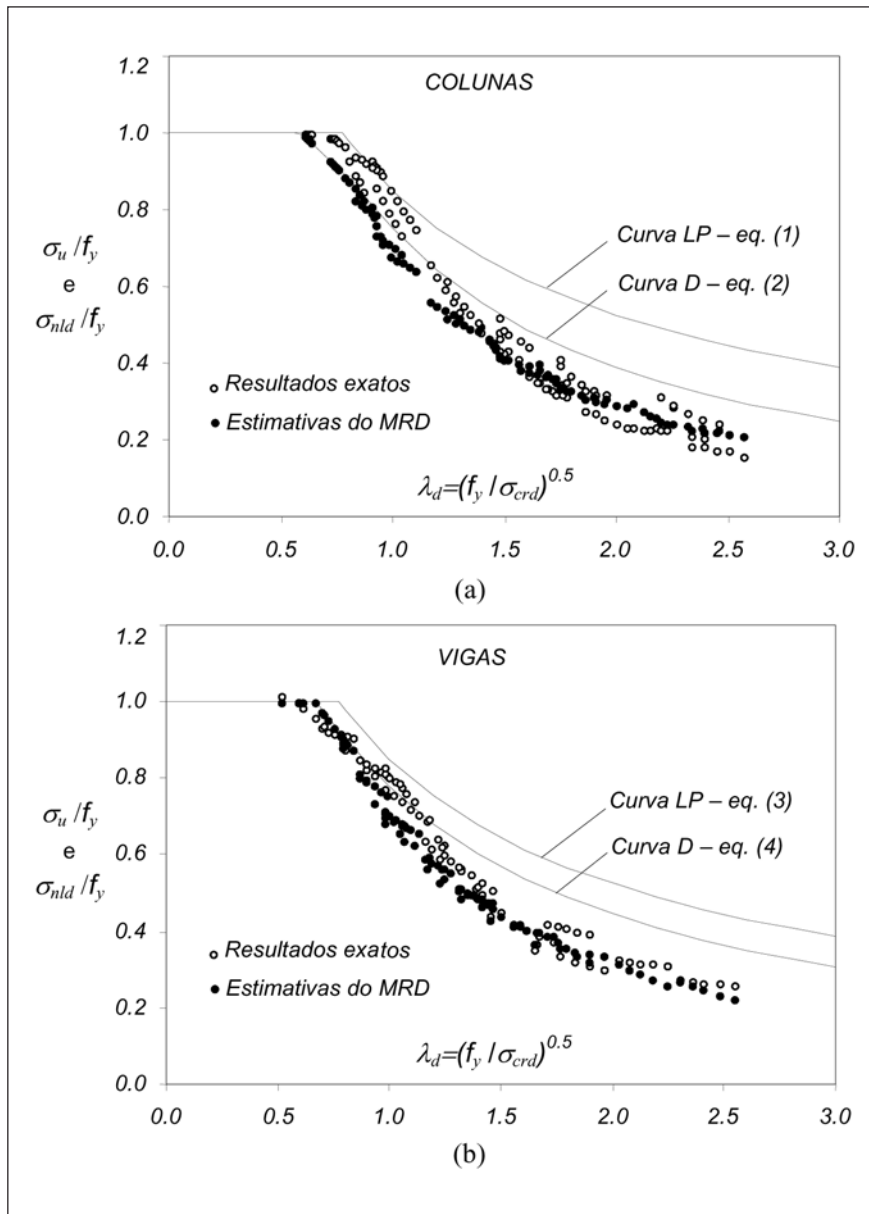 1.2
COLUNAS
1.0
0.8
σu /fy
e
σnld/fy
Curva LP – eq. (1)
Curva D – eq. (2)
0.6
0.4
Resultados exatos
Estimativas do MRD
0.2
λd=(fy /σcrd)^0.5
0.0
0.0 0.5 1.0 1.5 2.0 2.5 3.0
(a)
1.2
VIGAS
1.0
0.8
σu /fy
e
σnld/fy
Curva LP – eq. (3)
Curva D – eq. (4)
0.6
0.4
Resultados exatos
Estimativas do MRD
0.2
λd=(fy /σcrd)^0.5
0.0
0.0 0.5 1.0 1.5 2.0 2.5 3.0
(b)